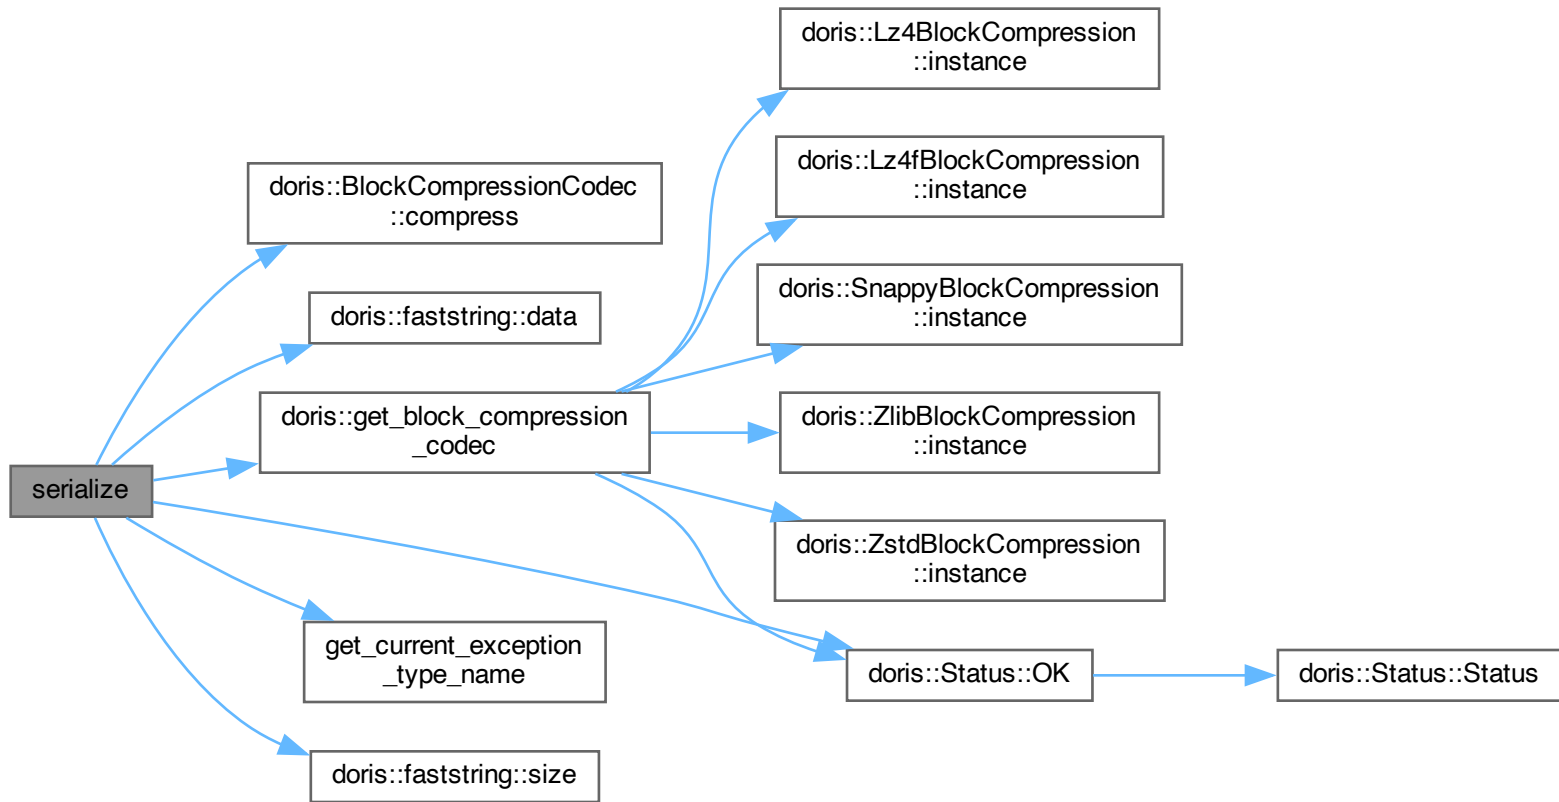 serialize
doris::BlockCompressionCodec
::compress
doris::faststring::data
doris::get_block_compression
_codec
get_current_exception
_type_name
doris::faststring::size
doris::Lz4BlockCompression
::instance
doris::Lz4fBlockCompression
::instance
doris::SnappyBlockCompression
::instance
doris::ZlibBlockCompression
::instance
doris::ZstdBlockCompression
::instance
doris::Status::OK
doris::Status::Status